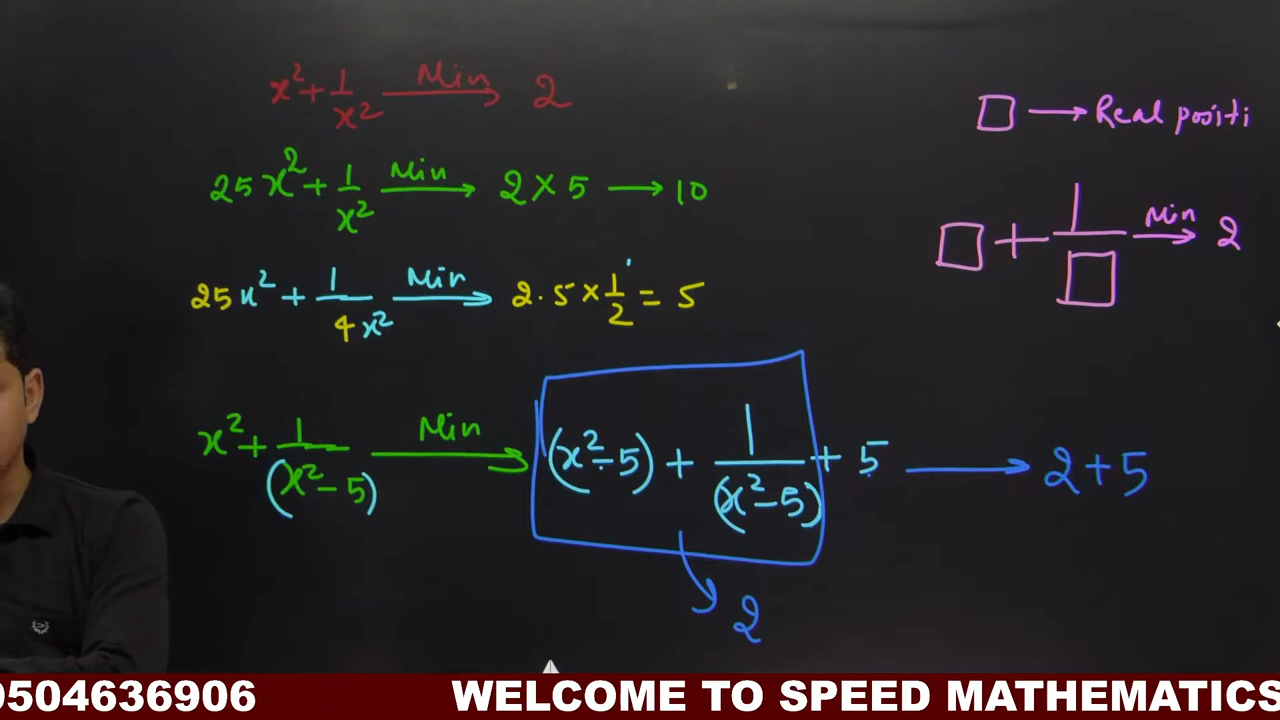 x² + 1/x² Min → 2
25x² + 1/x² Min → 2 × 5 → 10
25x² + 1/4x² Min → 2 . 5 × 1/2 = 5
x² + 1/(x² - 5) Min → (x² - 5) + 1/(x² - 5) + 5 → 2 + 5
→ 2
□ → Real positi
□ + 1/□ Min → 2
9504636906 WELCOME TO SPEED MATHEMATICS